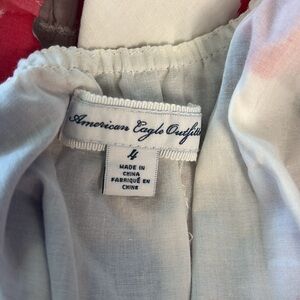 American Eagle Outfitters
4
MADE IN
CHINA
FABRIQUÉ EN
CHINE